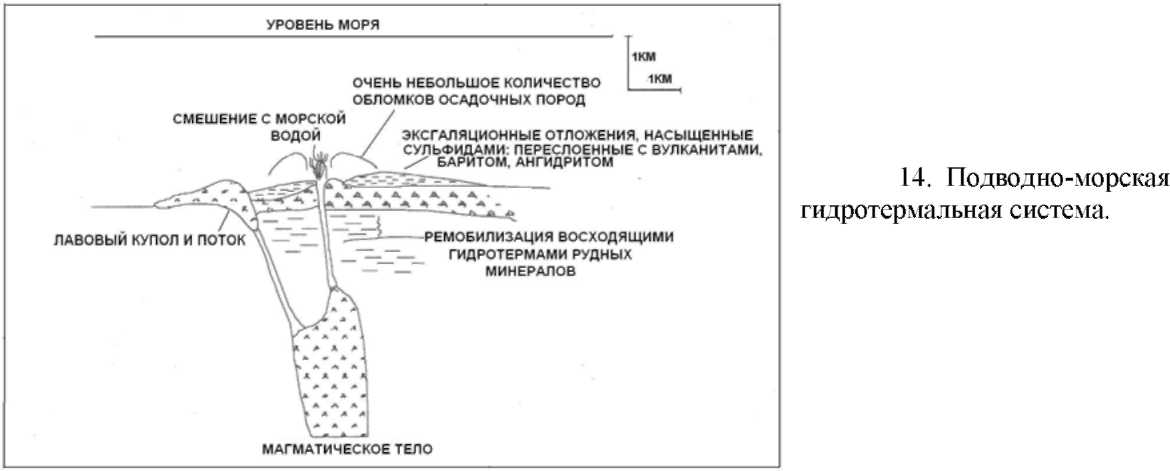 УРОВЕНЬ МОРЯ
1КМ
1КМ
ОЧЕНЬ НЕБОЛЬШОЕ КОЛИЧЕСТВО
ОБЛОМКОВ ОСАДОЧНЫХ ПОРОД
СМЕШЕНИЕ С МОРСКОЙ
ВОДОЙ
ЭКСГАЛЯЦИОННЫЕ ОТЛОЖЕНИЯ, НАСЫЩЕННЫЕ
СУЛЬФИДАМИ: ПЕРЕСЛОЕННЫЕ С ВУЛКАНИТАМИ,
БАРИТОМ, АНГИДРИТОМ
ЛАВОВЫЙ КУПОЛ И ПОТОК
РЕМОБИЛИЗАЦИЯ ВОСХОДЯЩИМИ
ГИДРОТЕРМАМИ РУДНЫХ
МИНЕРАЛОВ
МАГМАТИЧЕСКОЕ ТЕЛО
14. Подводно-морская
гидротермальная система.